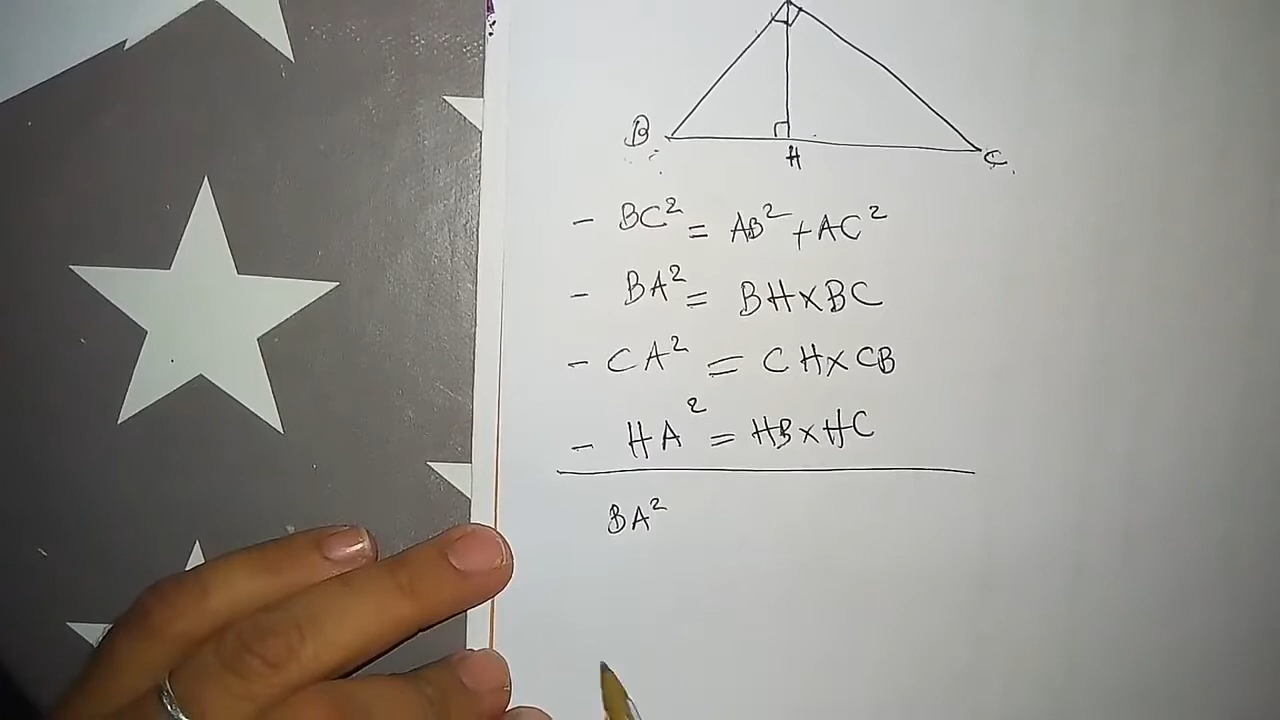 B
H
C
- BC² = AB² + AC²
- BA² = BH×BC
- CA² = CH×CB
- HA² = HB×HC
BA²